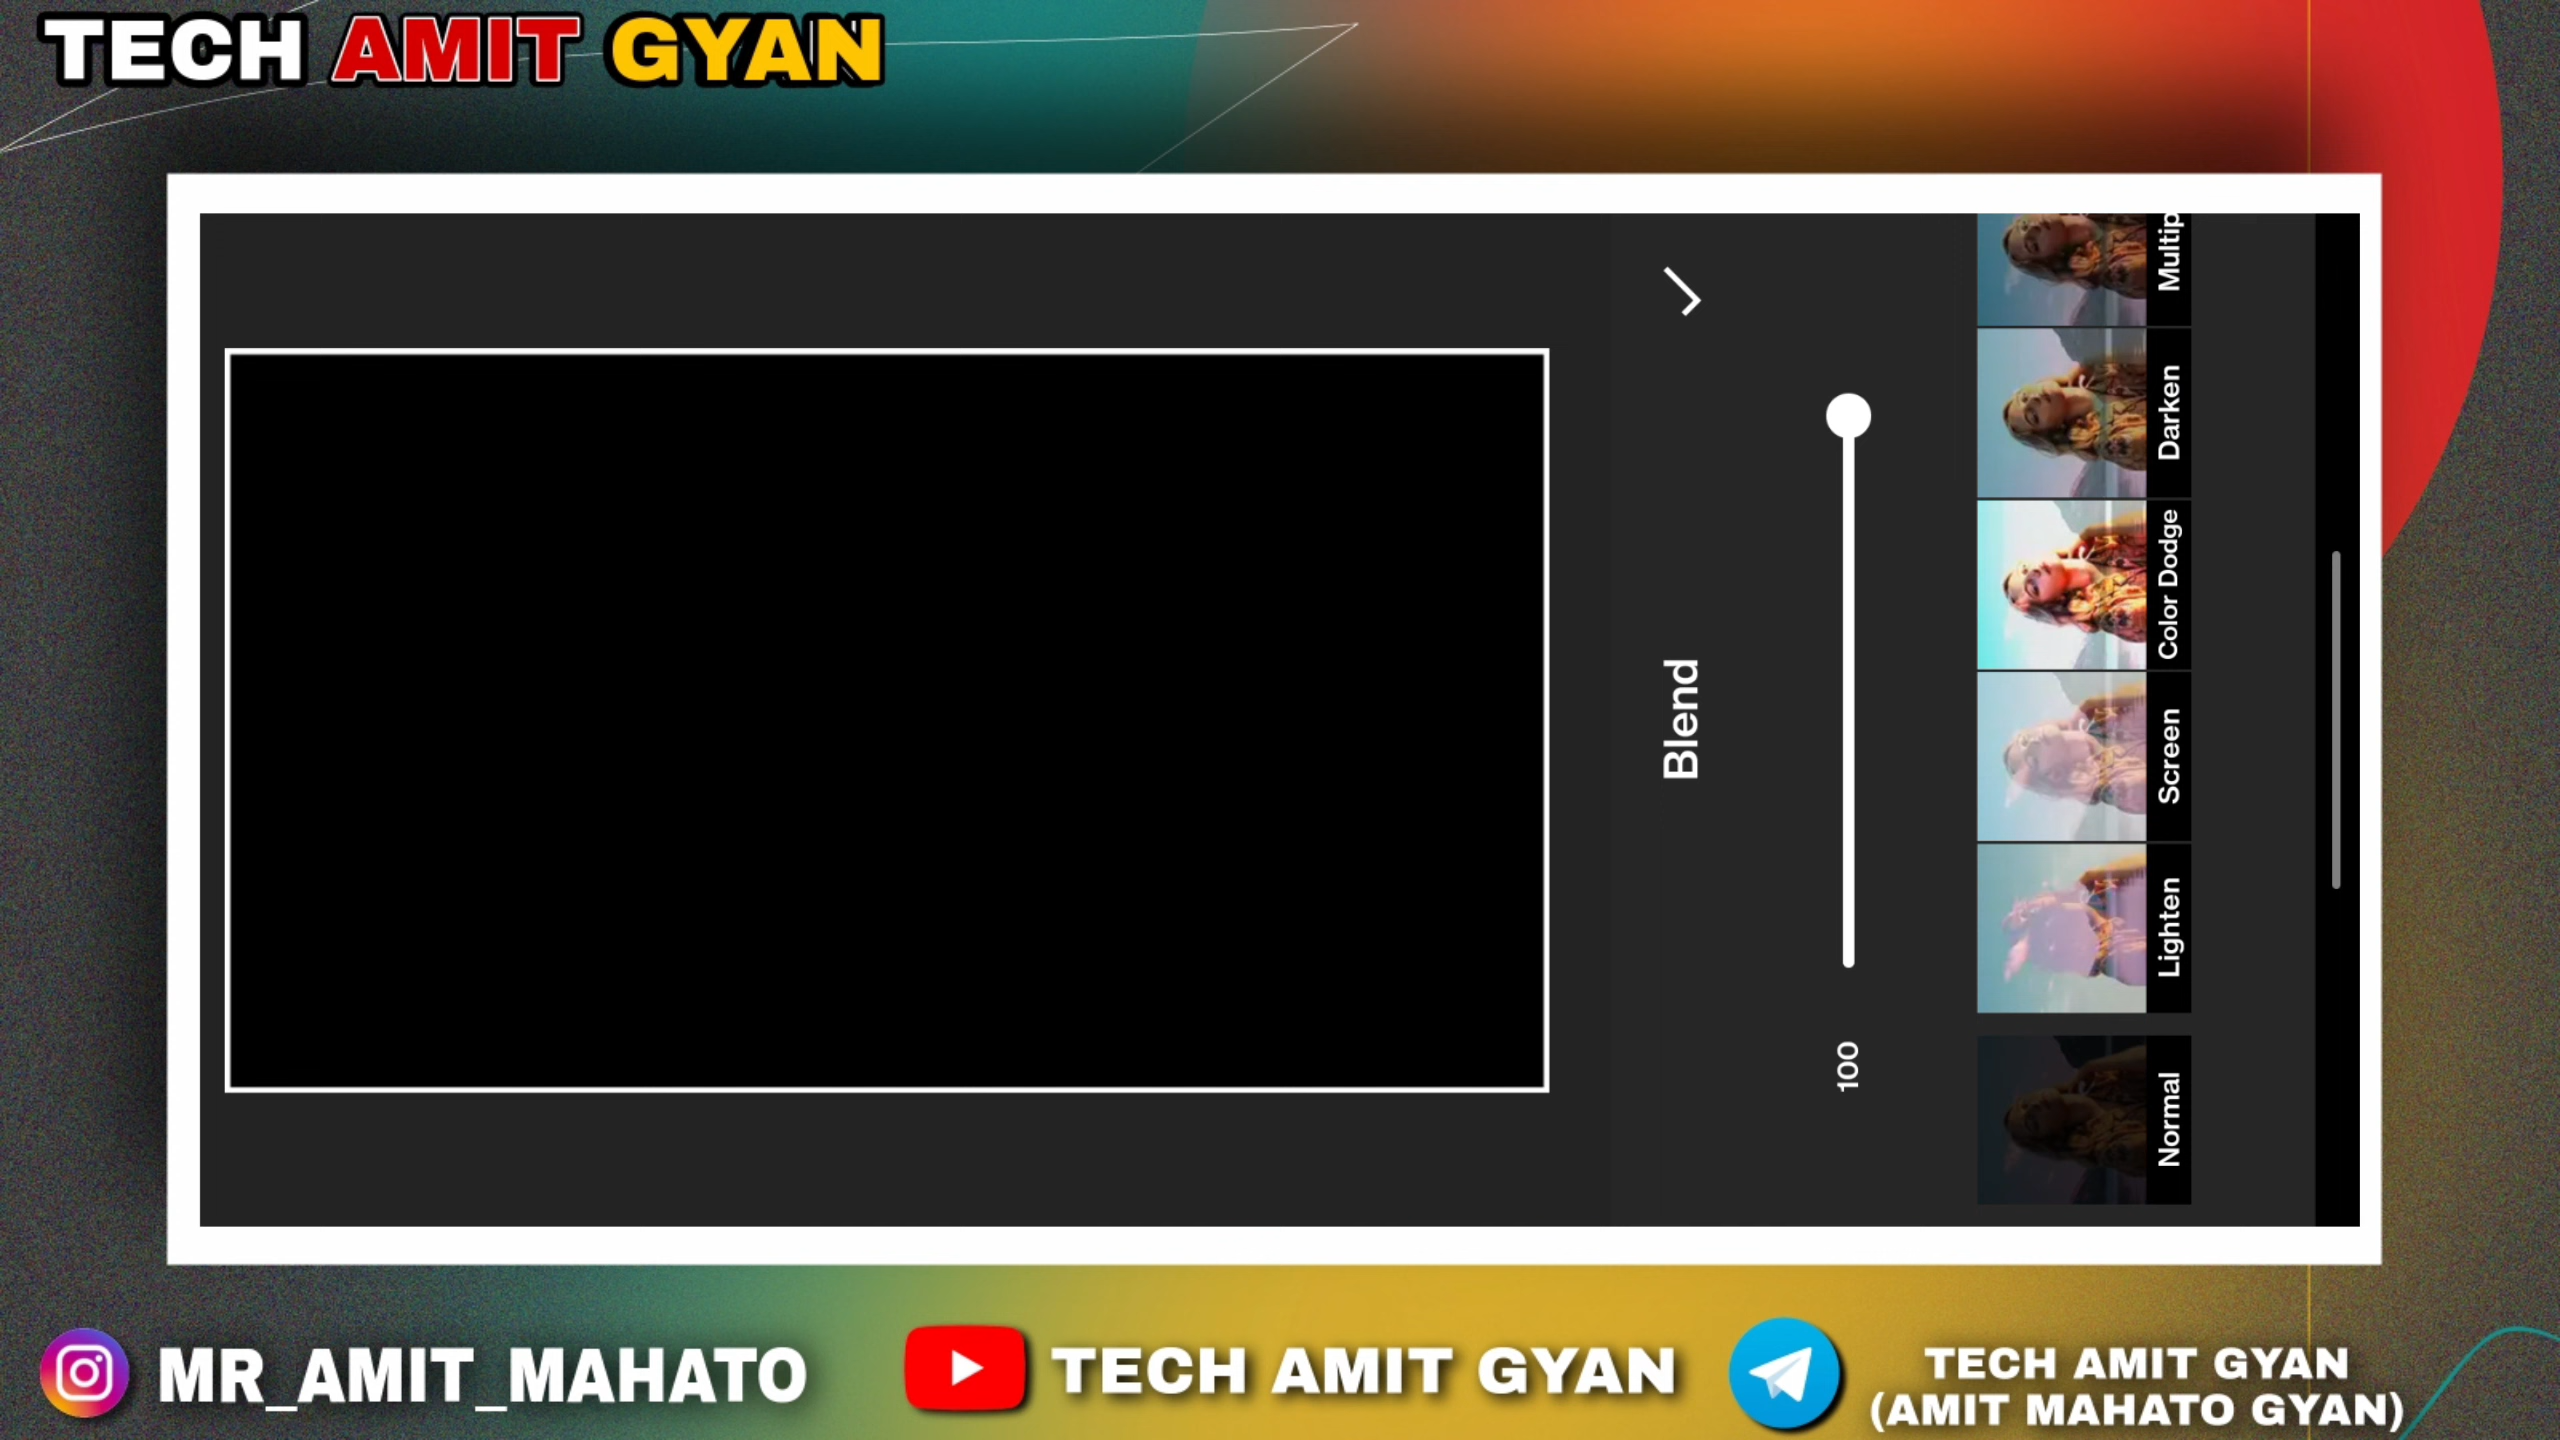 TECH AMIT GYAN
Blend
100
Multip
Darken
Color Dodge
Screen
Lighten
Normal
MR_AMIT_MAHATO
TECH AMIT GYAN
TECH AMIT GYAN
(AMIT MAHATO GYAN)